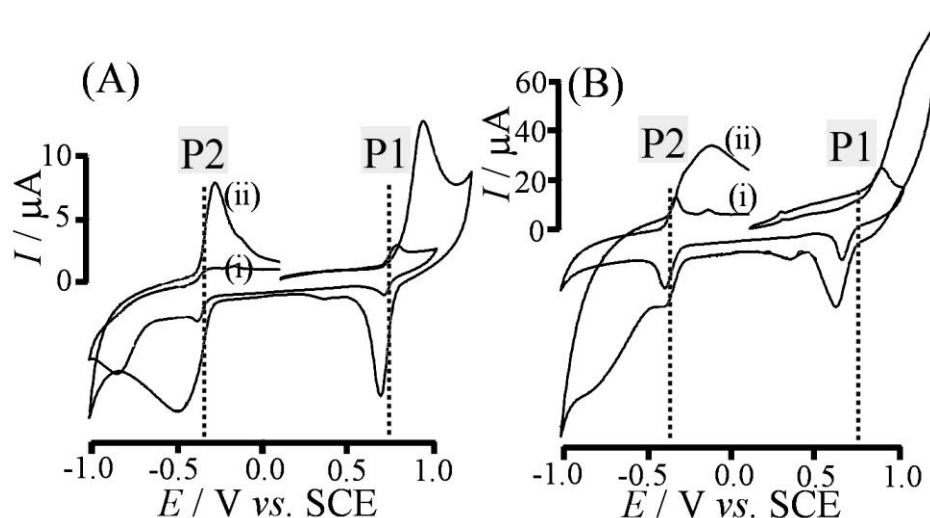 (A)
P2
P1
10
5
0
I / µA
(ii)
(i)
-1.0
-0.5
0.0
0.5
1.0
E / V vs. SCE
(B)
P2
P1
60
40
20
0
I / µA
(ii)
(i)
-1.0
-0.5
0.0
0.5
1.0
E / V vs. SCE